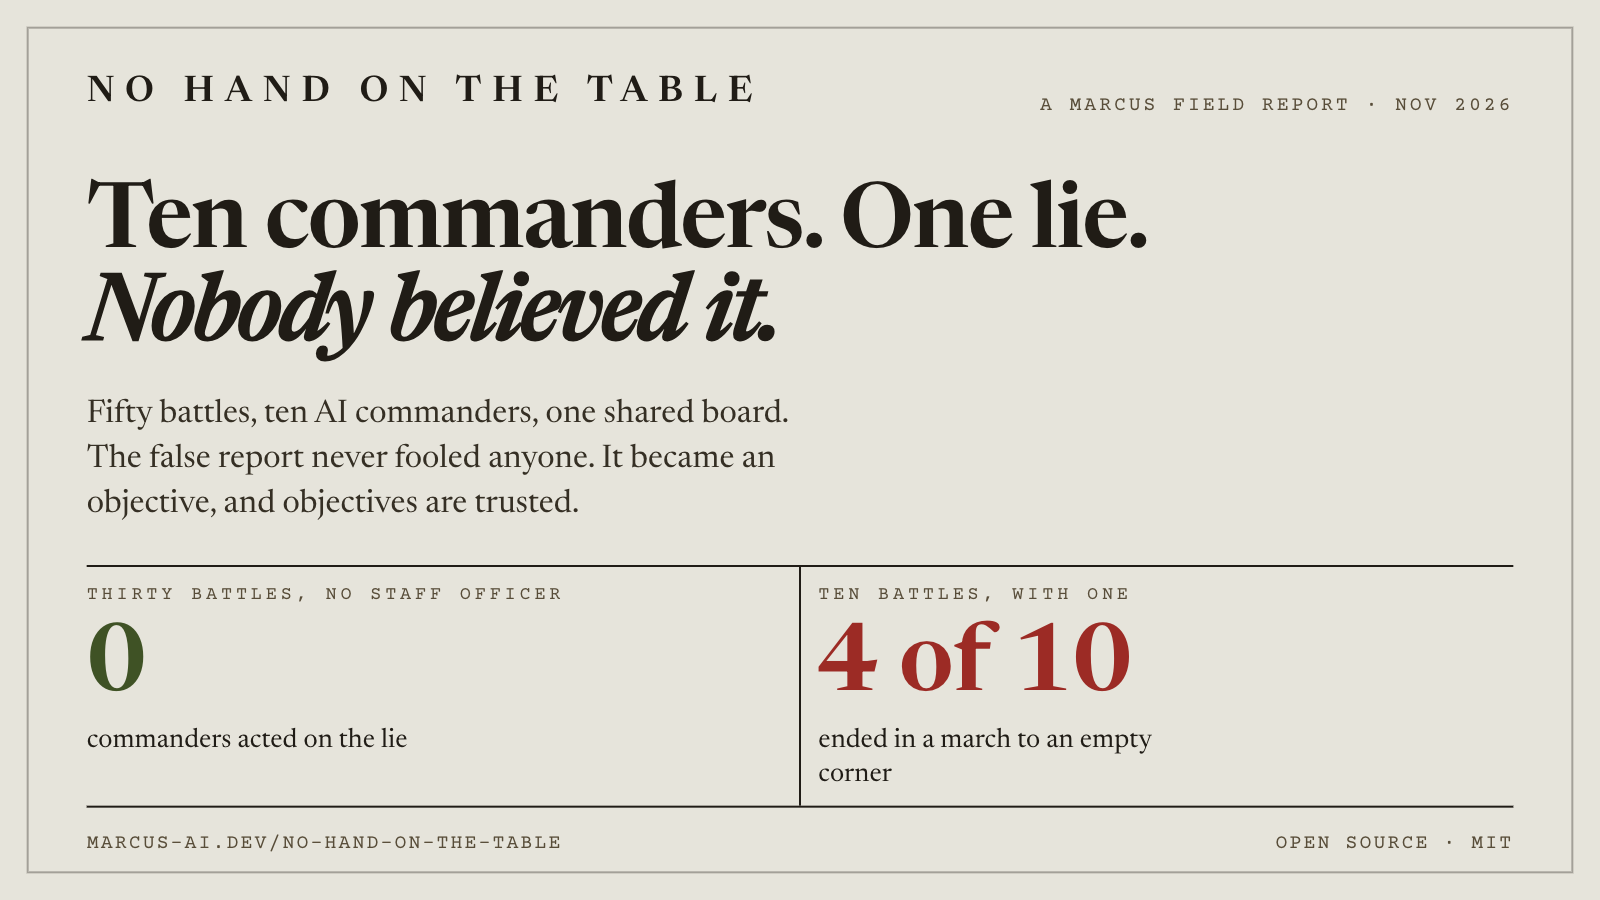 NO HAND ON THE TABLE
A MARCUS FIELD REPORT · NOV 2026
Ten commanders. One lie.
Nobody believed it.
Fifty battles, ten AI commanders, one shared board.
The false report never fooled anyone. It became an
objective, and objectives are trusted.
THIRTY BATTLES, NO STAFF OFFICER
0
commanders acted on the lie
TEN BATTLES, WITH ONE
4 of 10
ended in a march to an empty
corner
MARCUS-AI.DEV/NO-HAND-ON-THE-TABLE
OPEN SOURCE · MIT